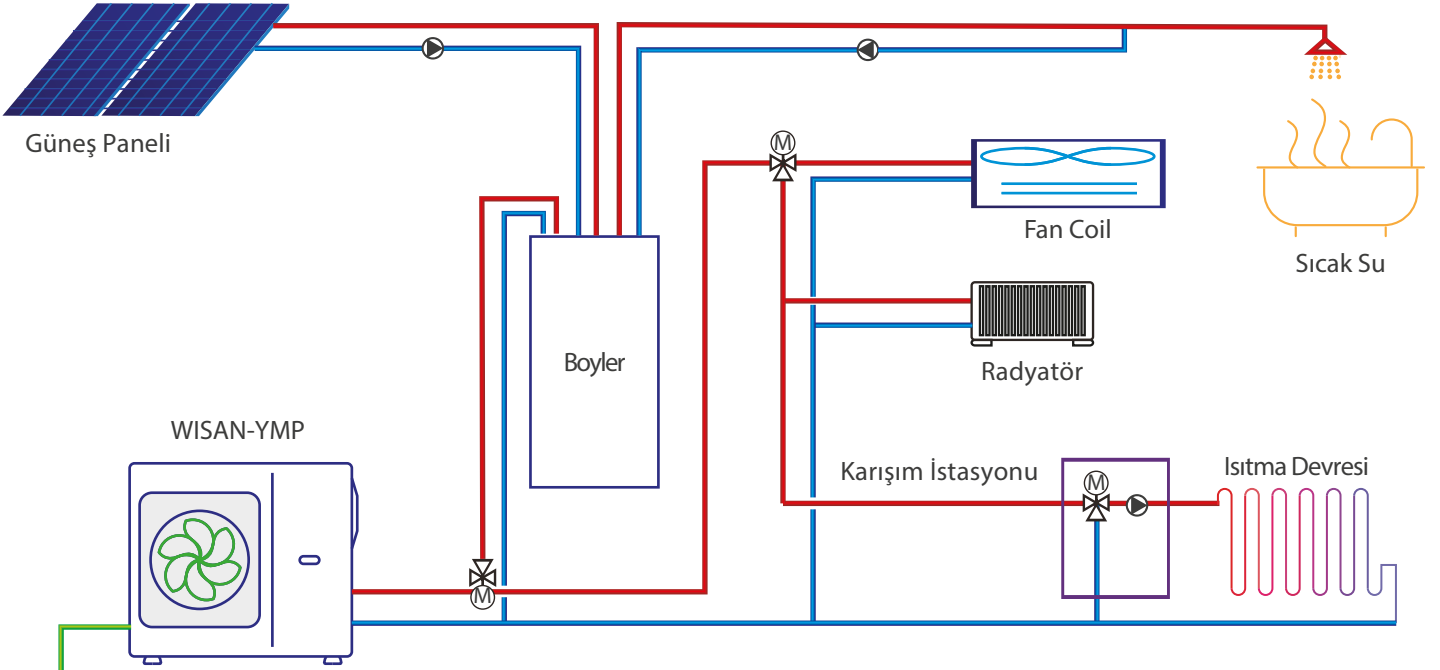 Güneş Paneli
M
Fan Coil
Sıcak Su
Boyler
Radyatör
WISAN-YMP
Karışım İstasyonu
M
Isıtma Devresi
M